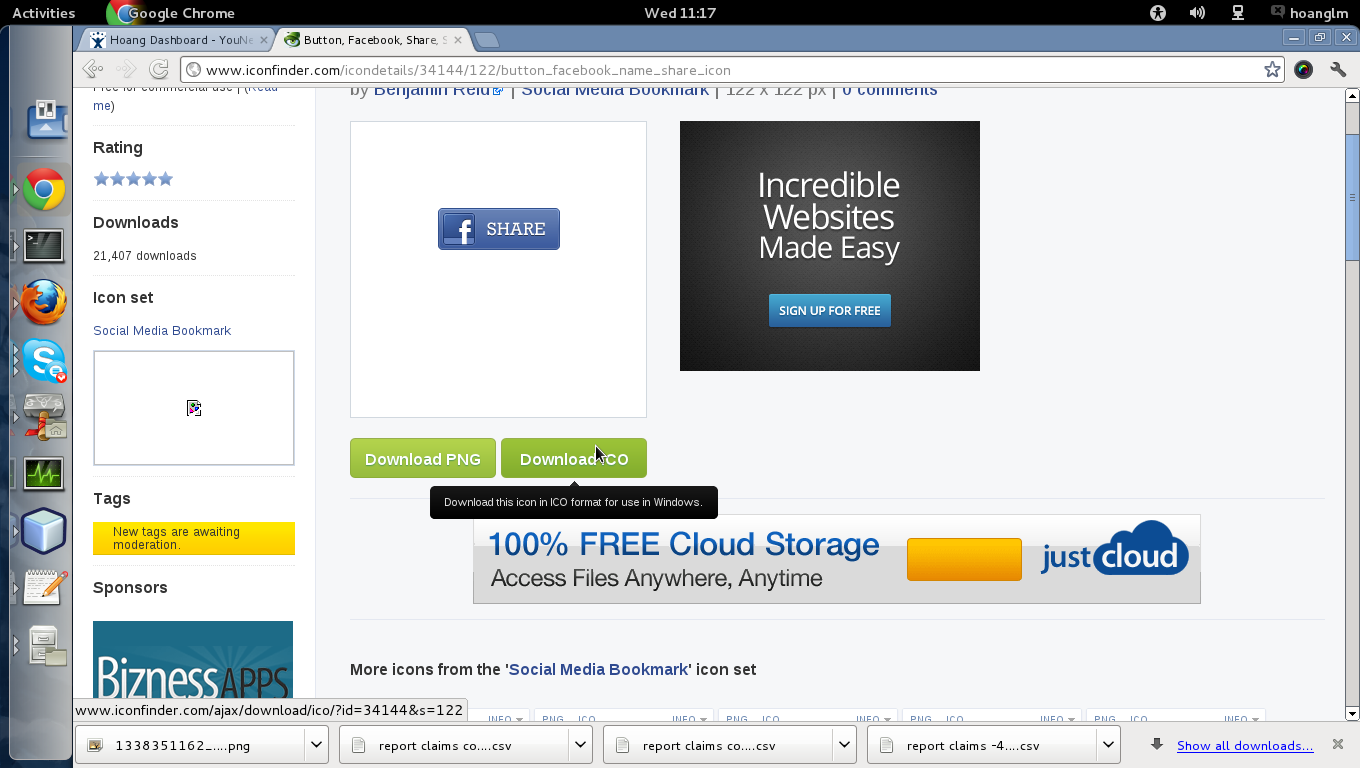 Activities
Google Chrome
Wed 11:17
hoanglm
Hoang Dashboard - YouNe
Button, Facebook, Share, S
www.iconfinder.com/icondetails/34144/122/button_facebook_name_share_icon
Free for commercial use | (Read
me)
by Benjamin Reid | Social Media Bookmark | 122 x 122 px | 0 comments
Rating
Downloads
21,407 downloads
Icon set
Social Media Bookmark
Tags
New tags are awaiting
moderation.
Sponsors
BiznessAPPS
f SHARE
Incredible
Websites
Made Easy
SIGN UP FOR FREE
Download PNG
Download ICO
Download this icon in ICO format for use in Windows.
100% FREE Cloud Storage
Access Files Anywhere, Anytime
justcloud
More icons from the 'Social Media Bookmark' icon set
INFO PNG ICO INFO PNG ICO INFO PNG ICO INFO PNG ICO INFO
www.iconfinder.com/ajax/download/ico/?id=34144&s=122
1338351162_....png
report claims co....csv
report claims co....csv
report claims -4....csv
Show all downloads...